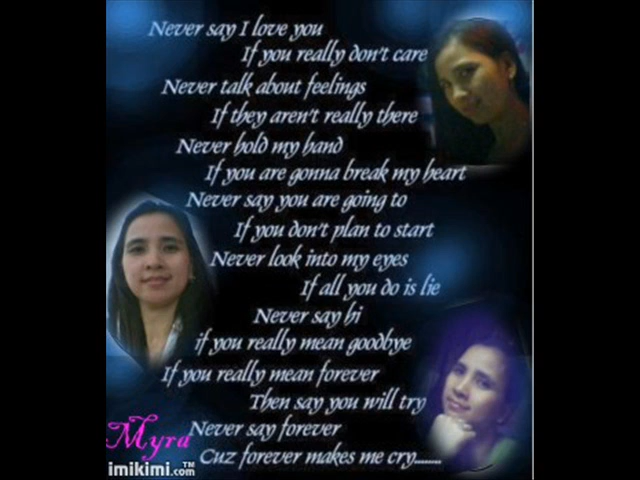 Never say I love you
If you really don't care
Never talk about feelings
If they aren't really there
Never hold my hand
If you are gonna break my heart
Never say you are going to
If you don't plan to start
Never look into my eyes
If all you do is lie
Never say hi
if you really mean goodbye
If you really mean forever
Then say you will try
Never say forever
Cuz forever makes me cry........
Myra
imikimi.com™